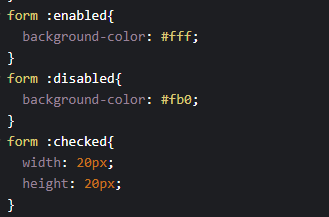 form :enabled{
  background-color: #fff;
}
form :disabled{
  background-color: #fb0;
}
form :checked{
  width: 20px;
  height: 20px;
}